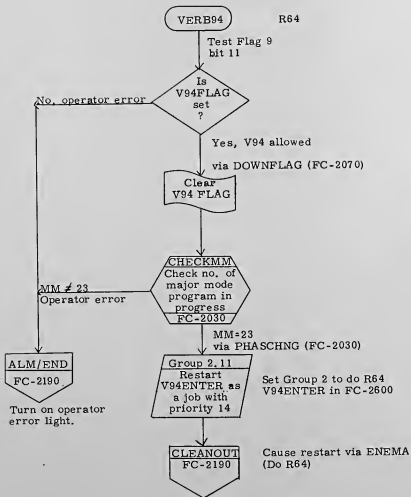 VERB94
R64
Test Flag 9
bit 11
Is
V94FLAG
set
?
No, operator error
Yes, V94 allowed
via DOWNFLAG (FC-2070)
Clear
V94 FLAG
CHECKMM
Check no. of
major mode
program in
progress
FC-2030
MM ≠ 23
Operator error
MM=23
via PHASCHNG (FC-2030)
ALM/END
FC-2190
Turn on operator
error light.
Group 2.11
Restart
V94ENTER as
a job with
priority 14
Set Group 2 to do R64
V94ENTER in FC-2600
CLEANOUT
FC-2190
Cause restart via ENEMA
(Do R64)